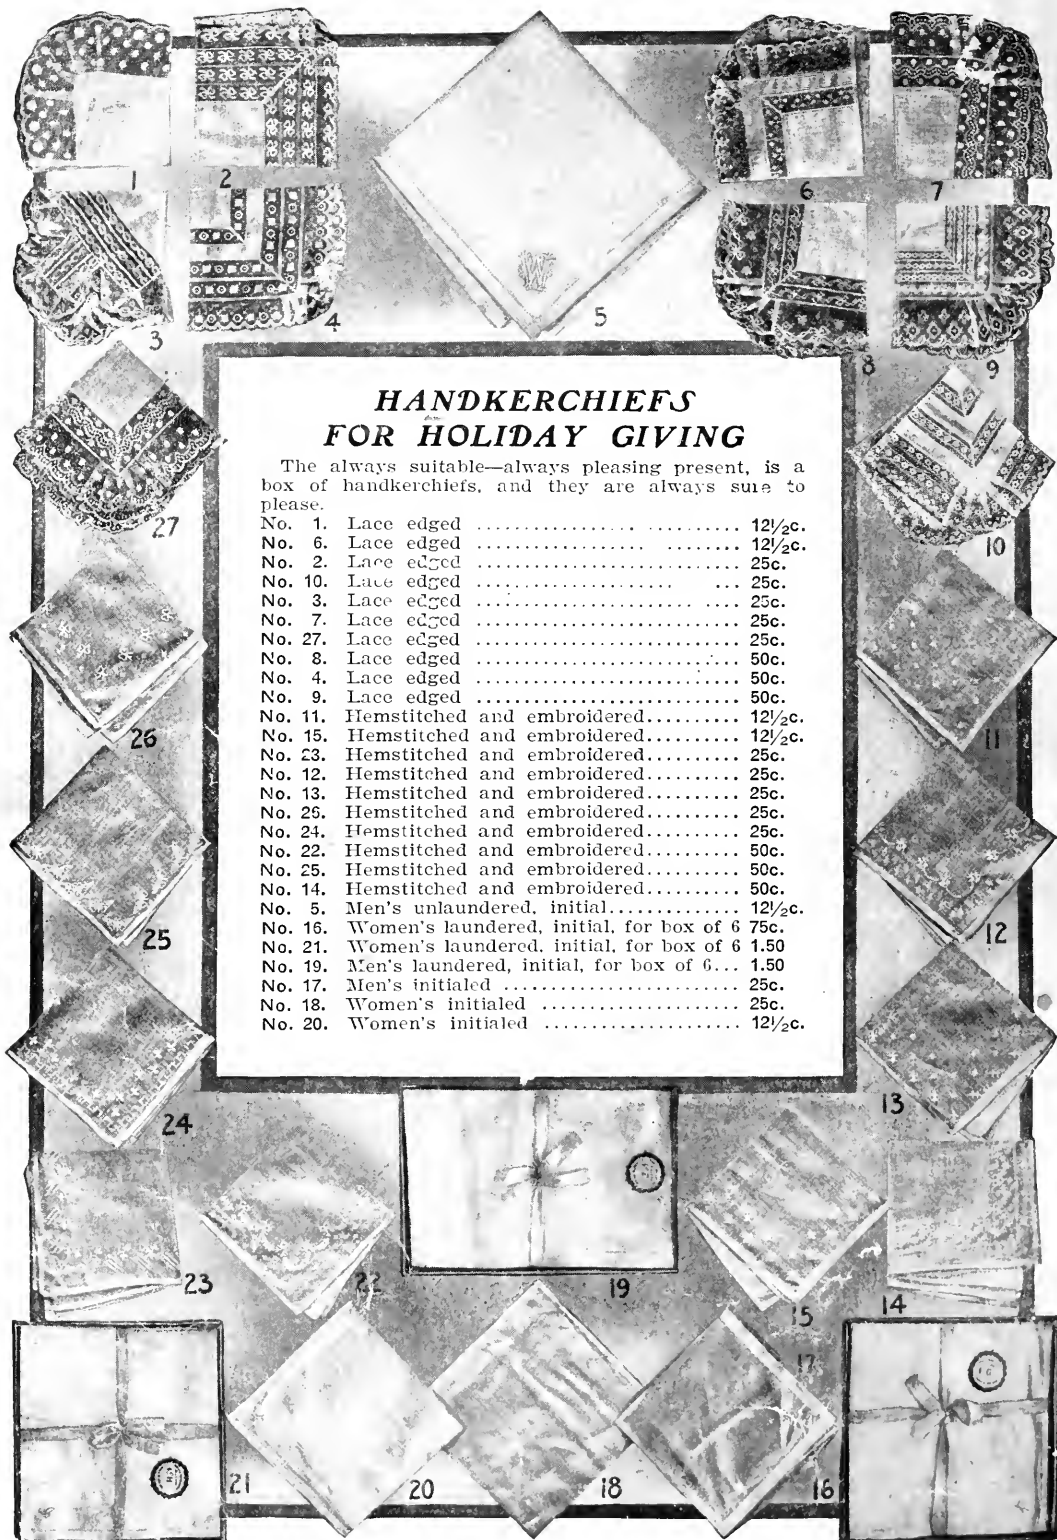 1
2
3
4
5
W
6
7
8
9
HANDKERCHIEFS
FOR HOLIDAY GIVING
The always suitable—always pleasing present, is a
box of handkerchiefs, and they are always sure to
please.
No. 1. Lace edged .......................... 12½c.
No. 6. Lace edged .......................... 12½c.
No. 2. Lace edged .......................... 25c.
No. 10. Lace edged .......................... 25c.
No. 3. Lace edged .......................... 25c.
No. 7. Lace edged .......................... 25c.
No. 27. Lace edged .......................... 25c.
No. 8. Lace edged .......................... 50c.
No. 4. Lace edged .......................... 50c.
No. 9. Lace edged .......................... 50c.
No. 11. Hemstitched and embroidered.......... 12½c.
No. 15. Hemstitched and embroidered.......... 12½c.
No. 23. Hemstitched and embroidered.......... 25c.
No. 12. Hemstitched and embroidered.......... 25c.
No. 13. Hemstitched and embroidered.......... 25c.
No. 26. Hemstitched and embroidered.......... 25c.
No. 24. Hemstitched and embroidered.......... 25c.
No. 22. Hemstitched and embroidered.......... 50c.
No. 25. Hemstitched and embroidered.......... 50c.
No. 14. Hemstitched and embroidered.......... 50c.
No. 5. Men's unlaundered, initial............. 12½c.
No. 16. Women's laundered, initial, for box of 6 75c.
No. 21. Women's laundered, initial, for box of 6 1.50
No. 19. Men's laundered, initial, for box of 6... 1.50
No. 17. Men's initialed ....................... 25c.
No. 18. Women's initialed .................... 25c.
No. 20. Women's initialed .................... 12½c.
27
10
26
11
25
12
24
13
23
22
19
15
14
17
21
20
18
16